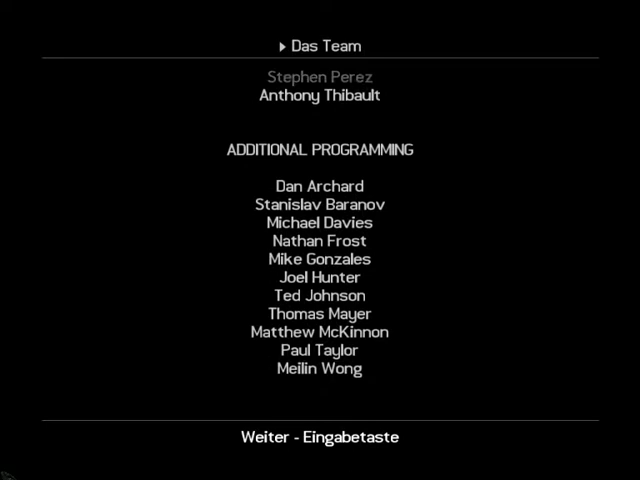 Das Team
Stephen Perez
Anthony Thibault
ADDITIONAL PROGRAMMING
Dan Archard
Stanislav Baranov
Michael Davies
Nathan Frost
Mike Gonzales
Joel Hunter
Ted Johnson
Thomas Mayer
Matthew McKinnon
Paul Taylor
Meilin Wong
Weiter - Eingabetaste